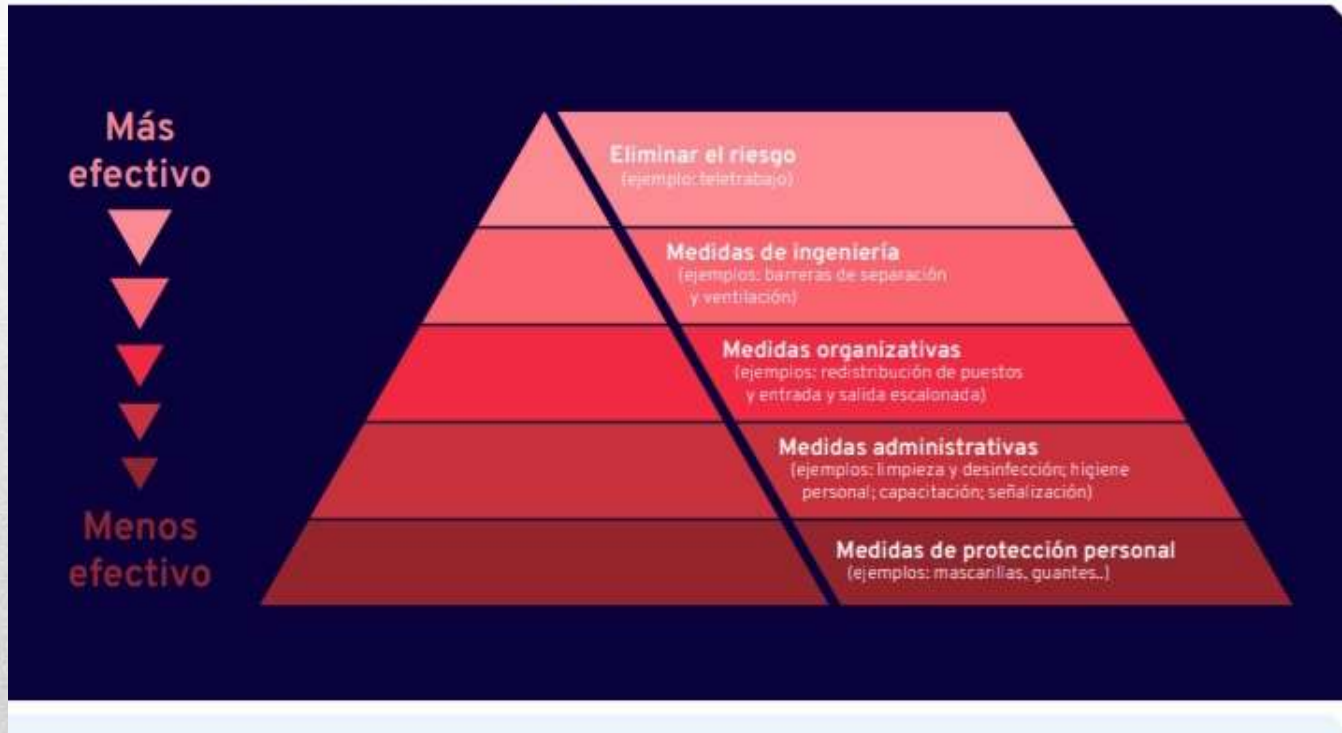 Más
efectivo
Menos
efectivo
Eliminar el riesgo
(ejemplo: teletrabajo)
Medidas de ingeniería
(ejemplos: barreras de separación
y ventilación)
Medidas organizativas
(ejemplos: redistribución de puestos
y entrada y salida escalonada)
Medidas administrativas
(ejemplos: limpieza y desinfección; higiene
personal; capacitación; señalización)
Medidas de protección personal
(ejemplos: mascarillas, guantes..)